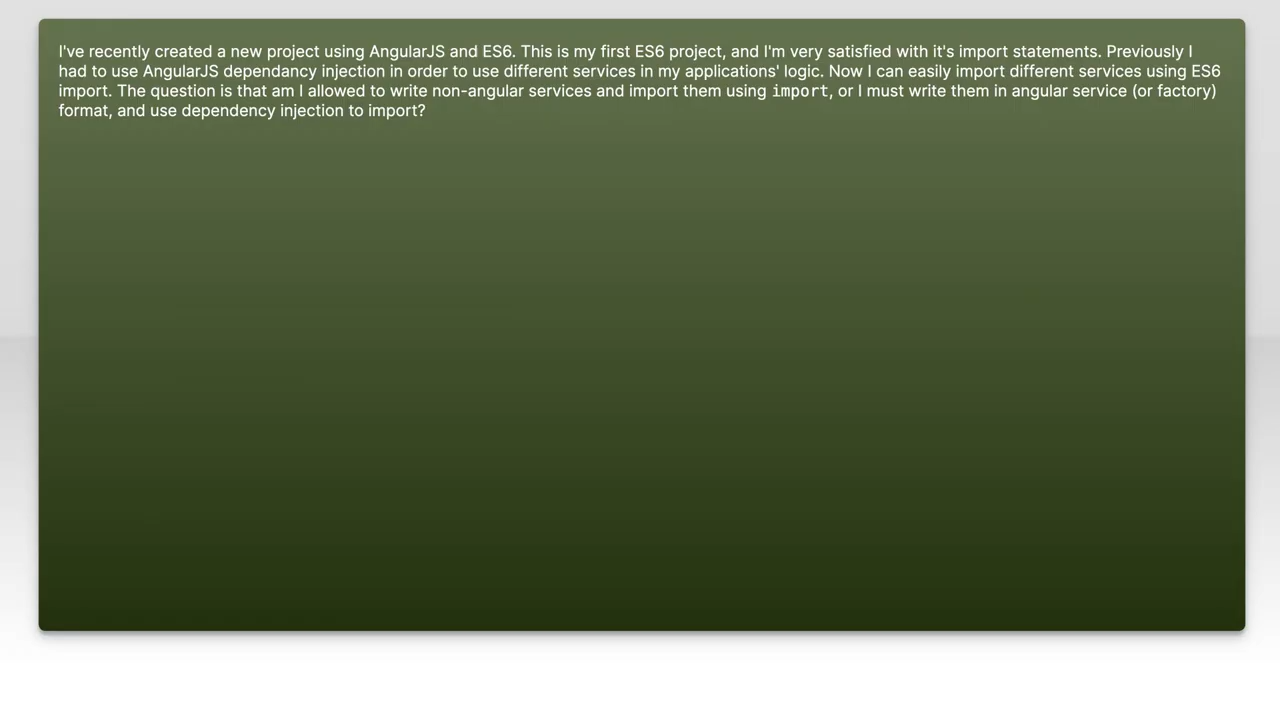 I've recently created a new project using AngularJS and ES6. This is my first ES6 project, and I'm very satisfied with it's import statements. Previously I
had to use AngularJS dependancy injection in order to use different services in my applications' logic. Now I can easily import different services using ES6
import. The question is that am I allowed to write non-angular services and import them using import, or I must write them in angular service (or factory)
format, and use dependency injection to import?